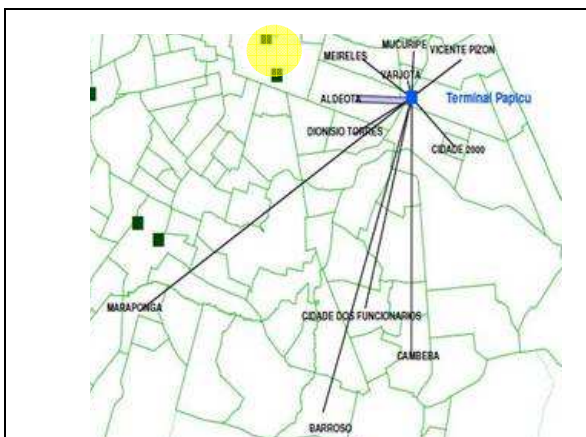 MUCURIPE
VICENTE PIZON
MEIRELES
VARJOTA
ALDEOTA
Terminal Papicu
DIONISIO TORRES
CIDADE 2000
MARAPONGA
CIDADE DOS FUNCIONARIOS
CAMBEBA
BARROSO